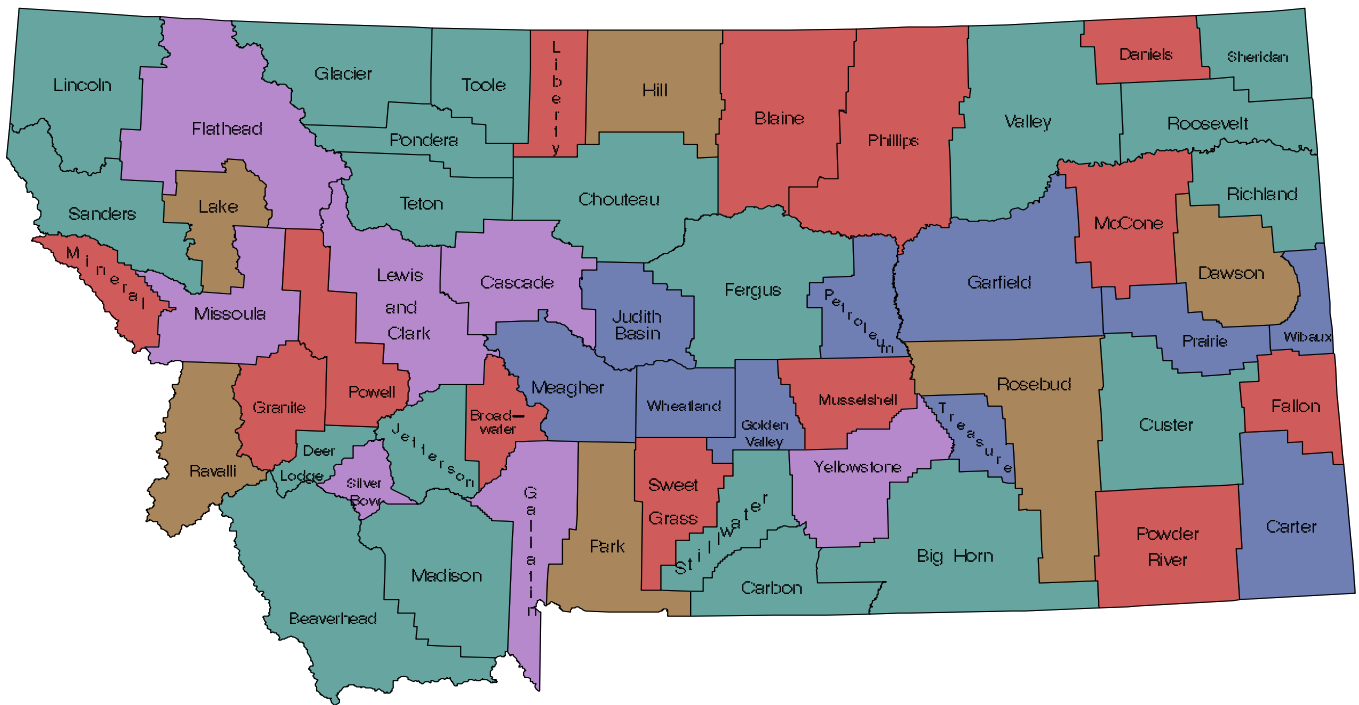 Daniels
Sheridan
Liberty
Lincoln
Glacier
Toole
Hill
Blaine
Valley
Roosevelt
Flathead
Pondera
Phillips
Sanders
Lake
Teton
Chouteau
McCone
Richland
Mineral
Missoula
Lewis
and
Clark
Cascade
Judith
Basin
Fergus
Petroleum
Garfield
Dawson
Prairie
Wibaux
Granite
Powell
Broad–
water
Meagher
Wheatland
Golden
Valley
Musselshell
Treasure
Rosebud
Custer
Fallon
Ravalli
Deer
Lodge
Silver
Bow
Jefferson
Gallatin
Sweet
Grass
Stillwater
Yellowstone
Park
Madison
Beaverhead
Carbon
Big Horn
Powder
River
Carter